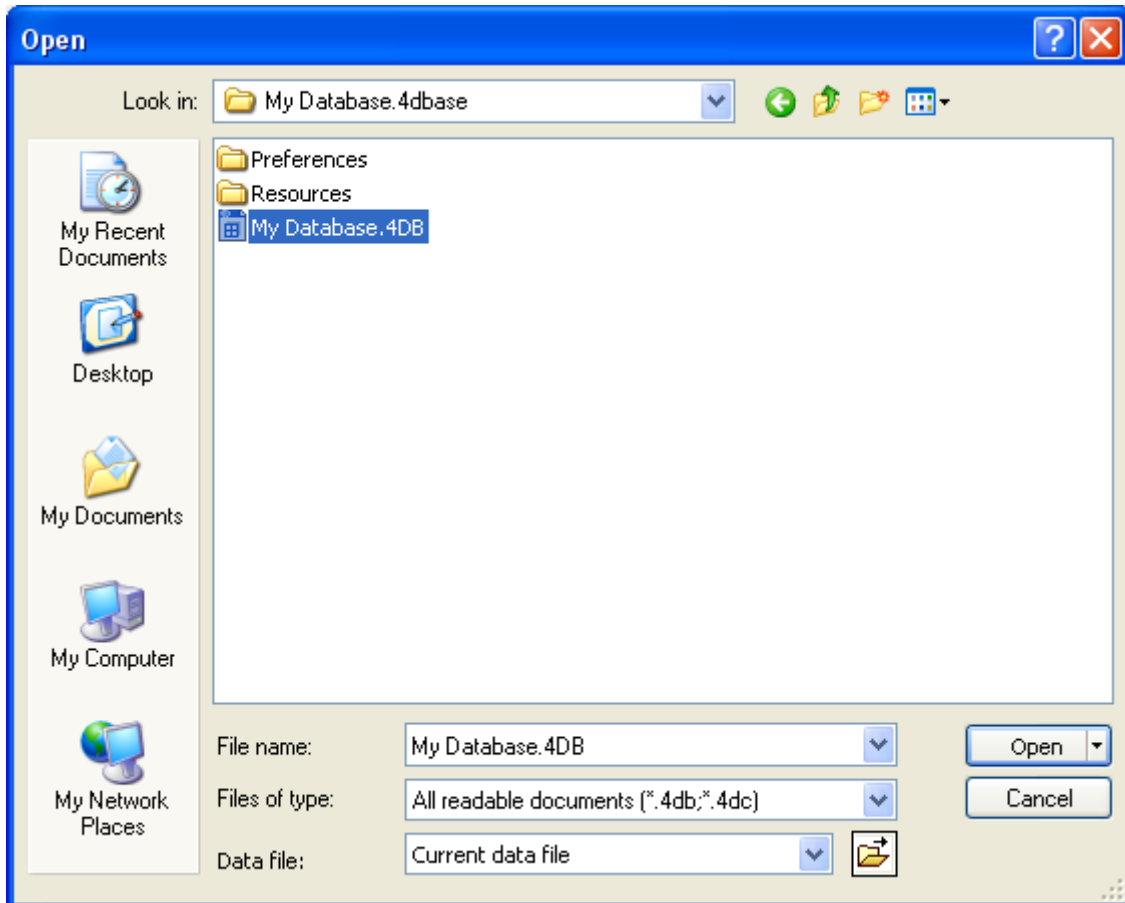 Open
Look in:
My Database.4dbase
My Recent
Documents
Desktop
My Documents
My Computer
My Network
Places
Preferences
Resources
My Database.4DB
File name:
My Database.4DB
Open
Files of type:
All readable documents (*.4db;*.4dc)
Cancel
Data file:
Current data file